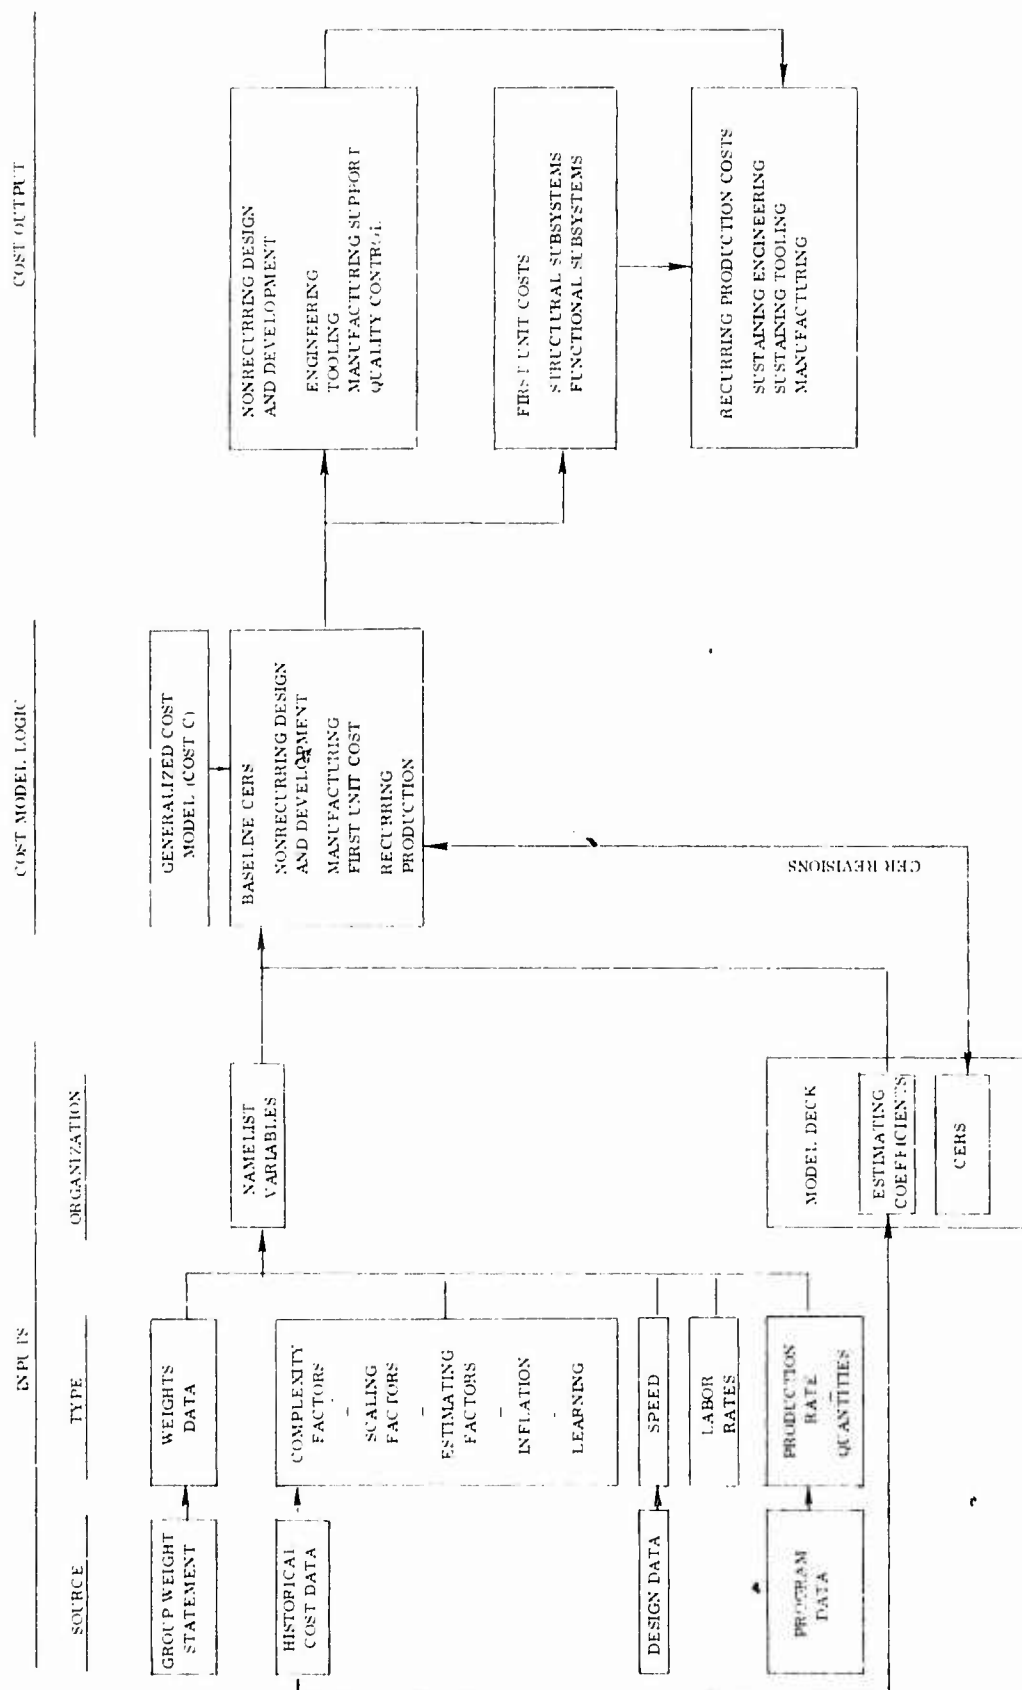 INPUTS
SOURCE
TYPE
ORGANIZATION
GROUP WEIGHT
STATEMENT
WEIGHTS
DATA
HISTORICAL
COST DATA
COMPLEXITY
FACTORS
–
SCALING
FACTORS
–
ESTIMATING
FACTORS
–
INFLATION
–
LEARNING
DESIGN DATA
SPEED
LABOR
RATES
PROGRAM
DATA
PRODUCTION
RATE
–
QUANTITIES
NAMELIST
VARIABLES
MODEL DECK
ESTIMATING
COEFFICIENTS
CERS
COST MODEL LOGIC
GENERALIZED COST
MODEL (COST C)
BASELINE CERS
NONRECURRING DESIGN
AND DEVELOPMENT
MANUFACTURING
FIRST UNIT COST
RECURRING
PRODUCTION
CER REVISIONS
COST OUTPUT
NONRECURRING DESIGN
AND DEVELOPMENT
ENGINEERING
TOOLING
MANUFACTURING SUPPORT
QUALITY CONTROL
FIRST UNIT COSTS
STRUCTURAL SUBSYSTEMS
FUNCTIONAL SUBSYSTEMS
RECURRING PRODUCTION COSTS
SUSTAINING ENGINEERING
SUSTAINING TOOLING
MANUFACTURING